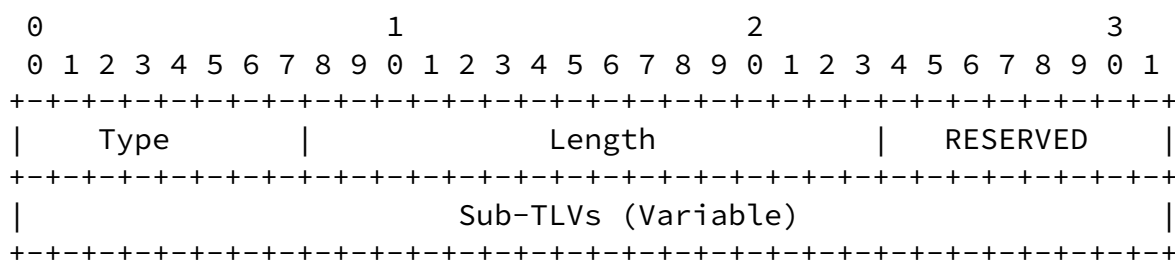 0                   1                   2                   3
 0 1 2 3 4 5 6 7 8 9 0 1 2 3 4 5 6 7 8 9 0 1 2 3 4 5 6 7 8 9 0 1
+-+-+-+-+-+-+-+-+-+-+-+-+-+-+-+-+-+-+-+-+-+-+-+-+-+-+-+-+-+-+-+-+
|    Type       |             Length            |   RESERVED    |
+-+-+-+-+-+-+-+-+-+-+-+-+-+-+-+-+-+-+-+-+-+-+-+-+-+-+-+-+-+-+-+-+
|                        Sub-TLVs (Variable)                    |
+-+-+-+-+-+-+-+-+-+-+-+-+-+-+-+-+-+-+-+-+-+-+-+-+-+-+-+-+-+-+-+-+